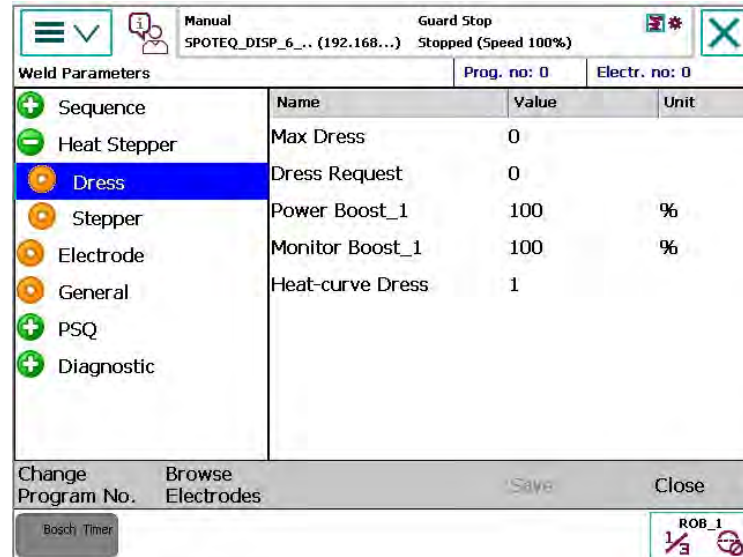 Manual
Guard Stop
SPOTEQ_DISP_6_.. (192.168...)
Stopped (Speed 100%)
Weld Parameters
Prog. no: 0
Electr. no: 0
Sequence
Heat Stepper
Dress
Stepper
Electrode
General
PSQ
Diagnostic
Name Value Unit
Max Dress 0
Dress Request 0
Power Boost_1 100 %
Monitor Boost_1 100 %
Heat-curve Dress 1
Change
Program No.
Browse
Electrodes
Save
Close
Bosch Timer
ROB_1
1/3